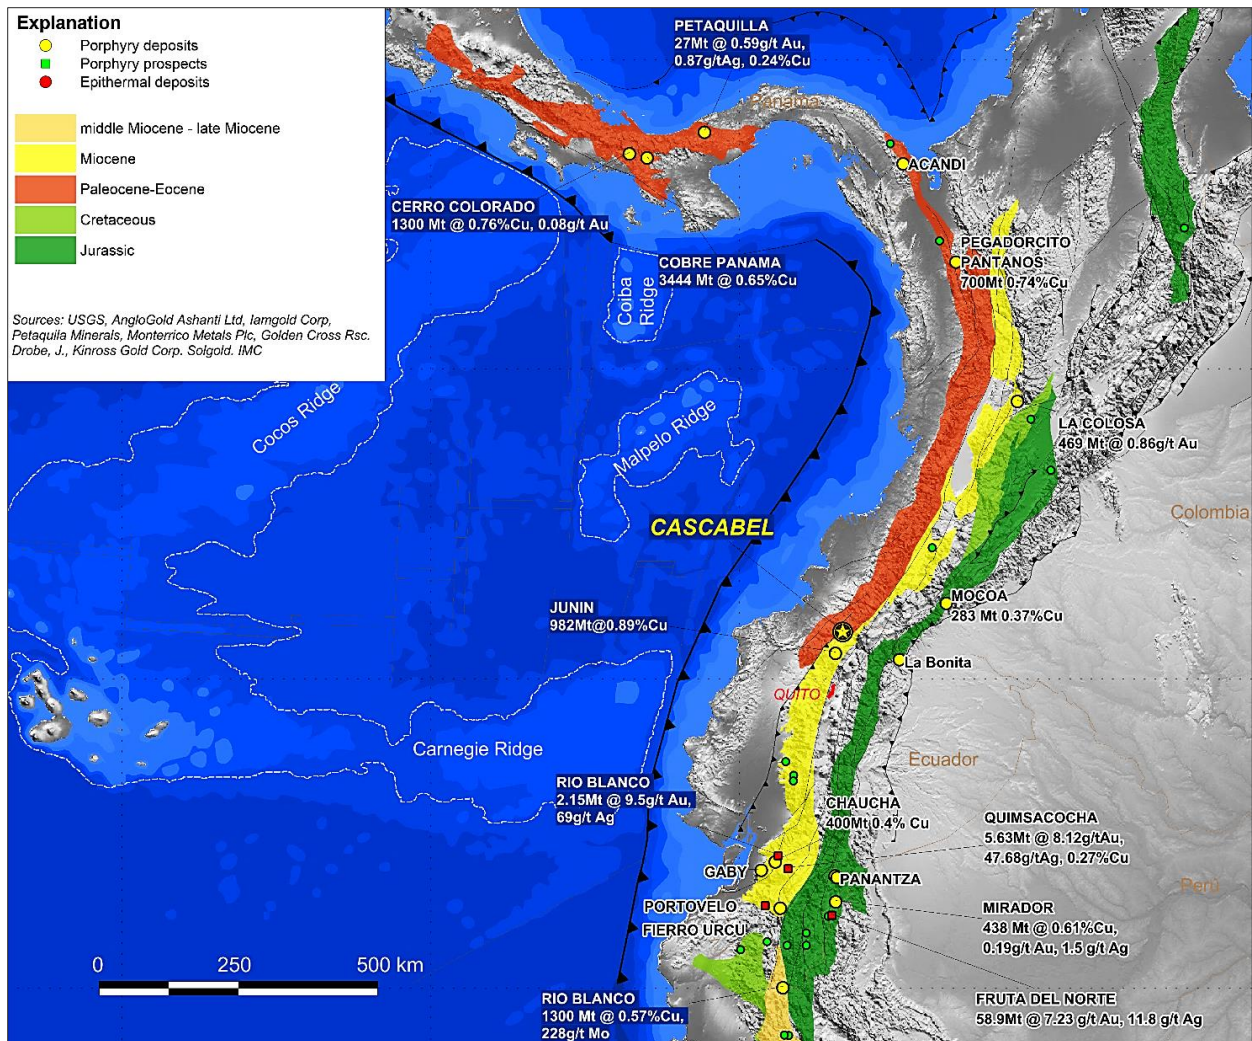 Explanation
Porphyry deposits
Porphyry prospects
Epithermal deposits
middle Miocene - late Miocene
Miocene
Paleocene-Eocene
Cretaceous
Jurassic
Sources: USGS, AngloGold Ashanti Ltd, Iamgold Corp,
Petaquila Minerals, Monterrico Metals Plc, Golden Cross Rsc.
Drobe, J., Kinross Gold Corp. Solgold. IMC
PETAQUILLA
27Mt @ 0.59g/t Au,
0.87g/tAg, 0.24%Cu
Panama
ACANDI
CERRO COLORADO
1300 Mt @ 0.76%Cu, 0.08g/t Au
PEGADORCITO
PANTANOS
700Mt 0.74%Cu
COBRE PANAMA
3444 Mt @ 0.65%Cu
Coiba
Ridge
Cocos Ridge
Malpelo Ridge
LA COLOSA
469 Mt @ 0.86g/t Au
Colombia
CASCABEL
JUNIN
982Mt@0.89%Cu
MOCOA
283 Mt 0.37%Cu
La Bonita
QUITO
Carnegie Ridge
Ecuador
RIO BLANCO
2.15Mt @ 9.5g/t Au,
69g/t Ag
CHAUCHA
400Mt 0.4% Cu
QUIMSACOCHA
5.63Mt @ 8.12g/tAu,
47.68g/tAg, 0.27%Cu
GABY
PANANTZA
Peru
PORTOVELO
MIRADOR
438 Mt @ 0.61%Cu,
0.19g/t Au, 1.5 g/t Ag
FIERRO URCU
0 250 500 km
RIO BLANCO
1300 Mt @ 0.57%Cu,
228g/t Mo
FRUTA DEL NORTE
58.9Mt @ 7.23 g/t Au, 11.8 g/t Ag